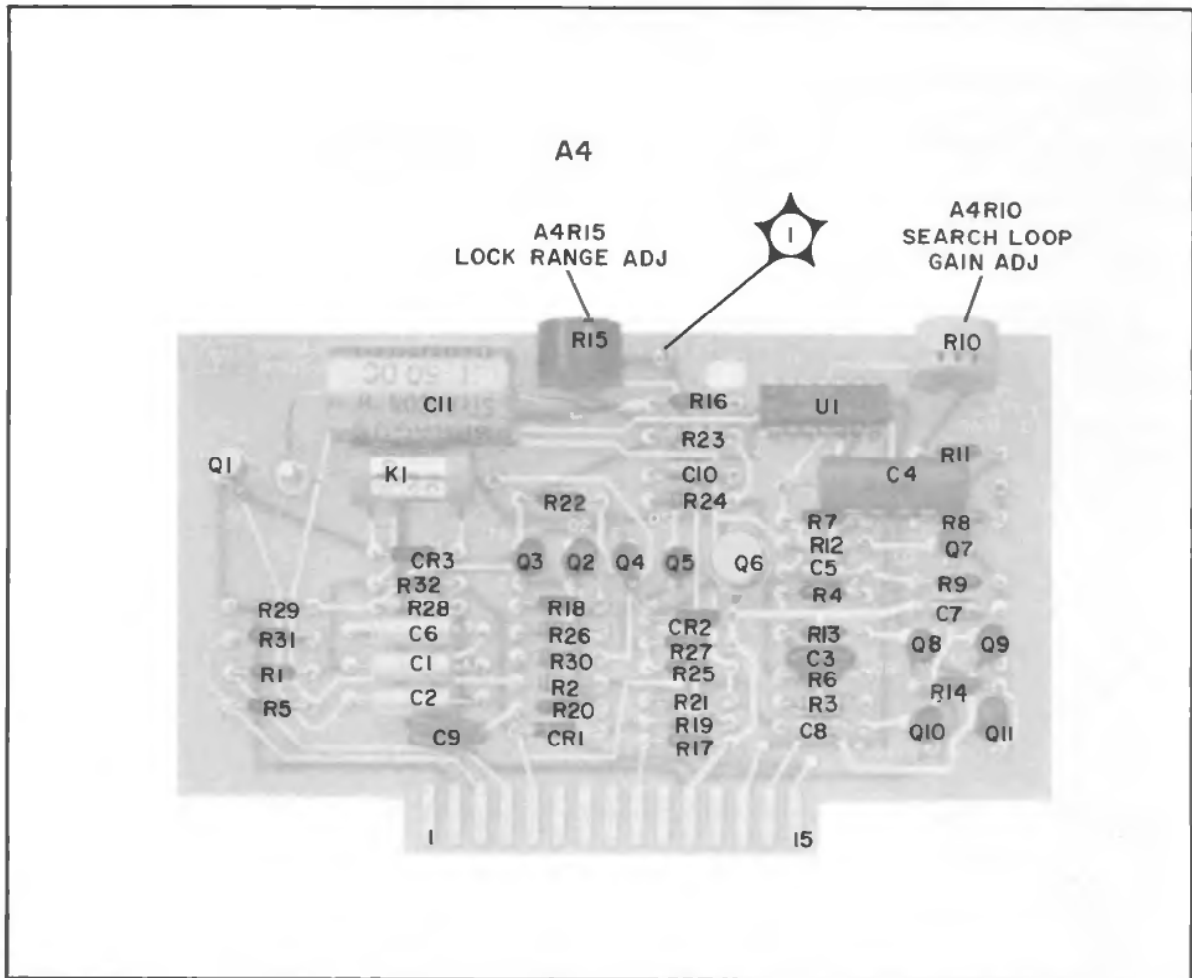 A4
A4R15
LOCK RANGE ADJ
1
A4R10
SEARCH LOOP
GAIN ADJ
R15
R10
C11
R16
U1
R23
R11
Q1
K1
C10
C4
R22
R24
R7
R8
CR3
Q3
Q2
Q4
Q5
Q6
R12
Q7
C5
R32
R9
R4
R29
R28
R18
CR2
C7
R31
C6
R26
R13
Q8
Q9
R27
R1
C1
R30
C3
R25
R6
R2
R14
R5
C2
R21
R3
R20
R19
C9
CR1
C8
Q10
Q11
R17
1
15